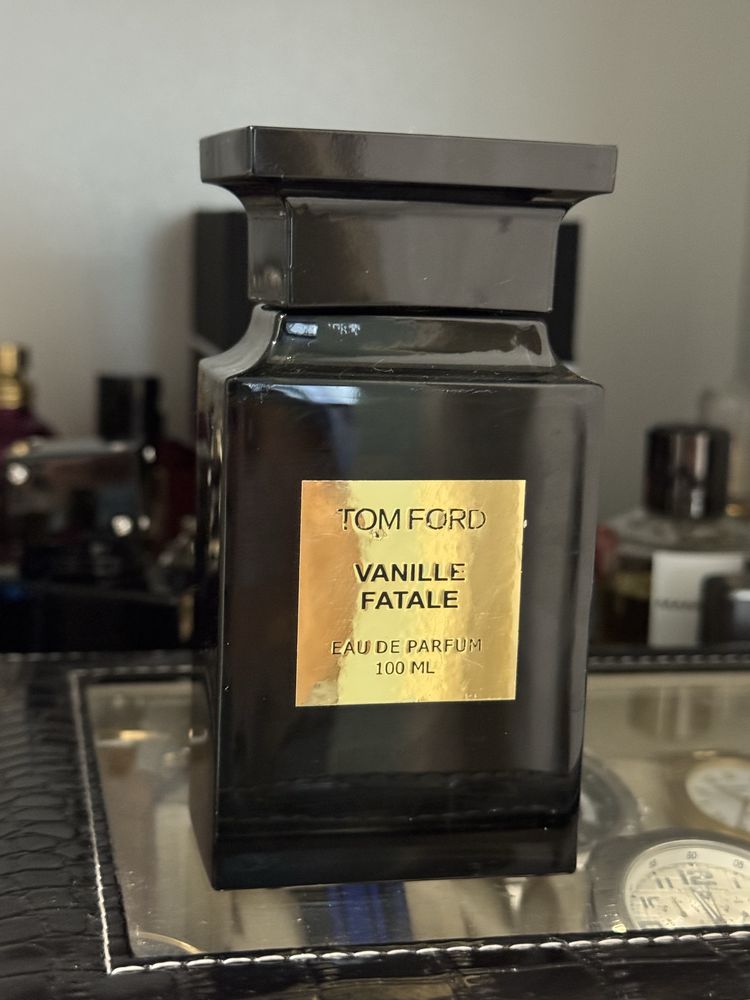 TOM FORD
VANILLE
FATALE
EAU DE PARFUM
100 ML